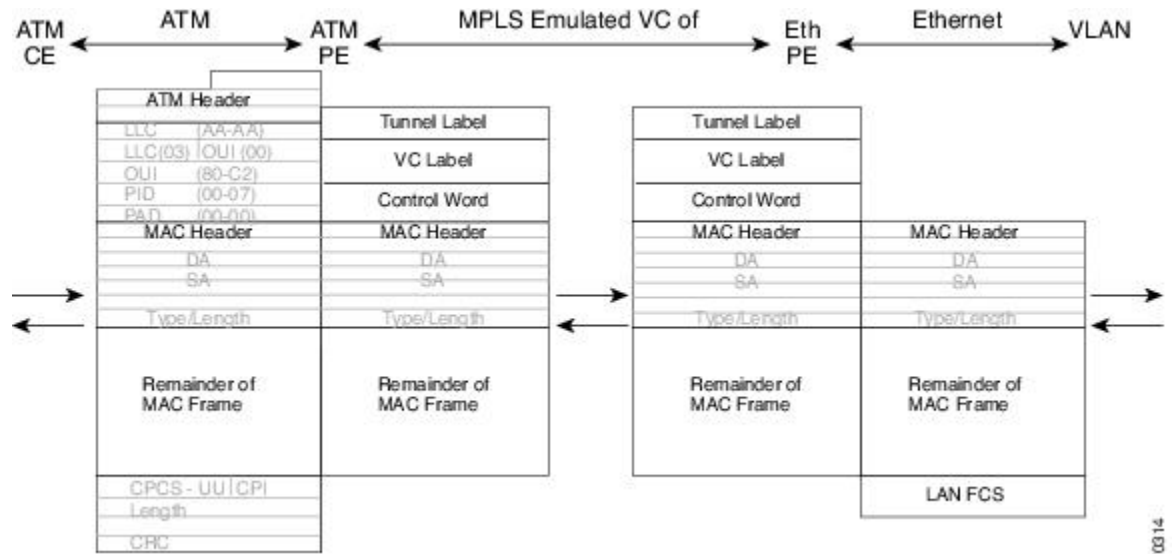 ATM CE
ATM
ATM PE
MPLS Emulated VC of
Eth PE
Ethernet
VLAN
ATM Header
LLC (AA-AA)
LLC(03) OUI (00)
OUI (80-C2)
PID (00-07)
PAD (00-00)
MAC Header
DA
SA
Type/Length
Remainder of
MAC Frame
CPCS - UU CPI
Length
CRC
Tunnel Label
VC Label
Control Word
MAC Header
DA
SA
Type/Length
Remainder of
MAC Frame
Tunnel Label
VC Label
Control Word
MAC Header
DA
SA
Type/Length
Remainder of
MAC Frame
MAC Header
DA
SA
Type/Length
Remainder of
MAC Frame
LAN FCS
0314